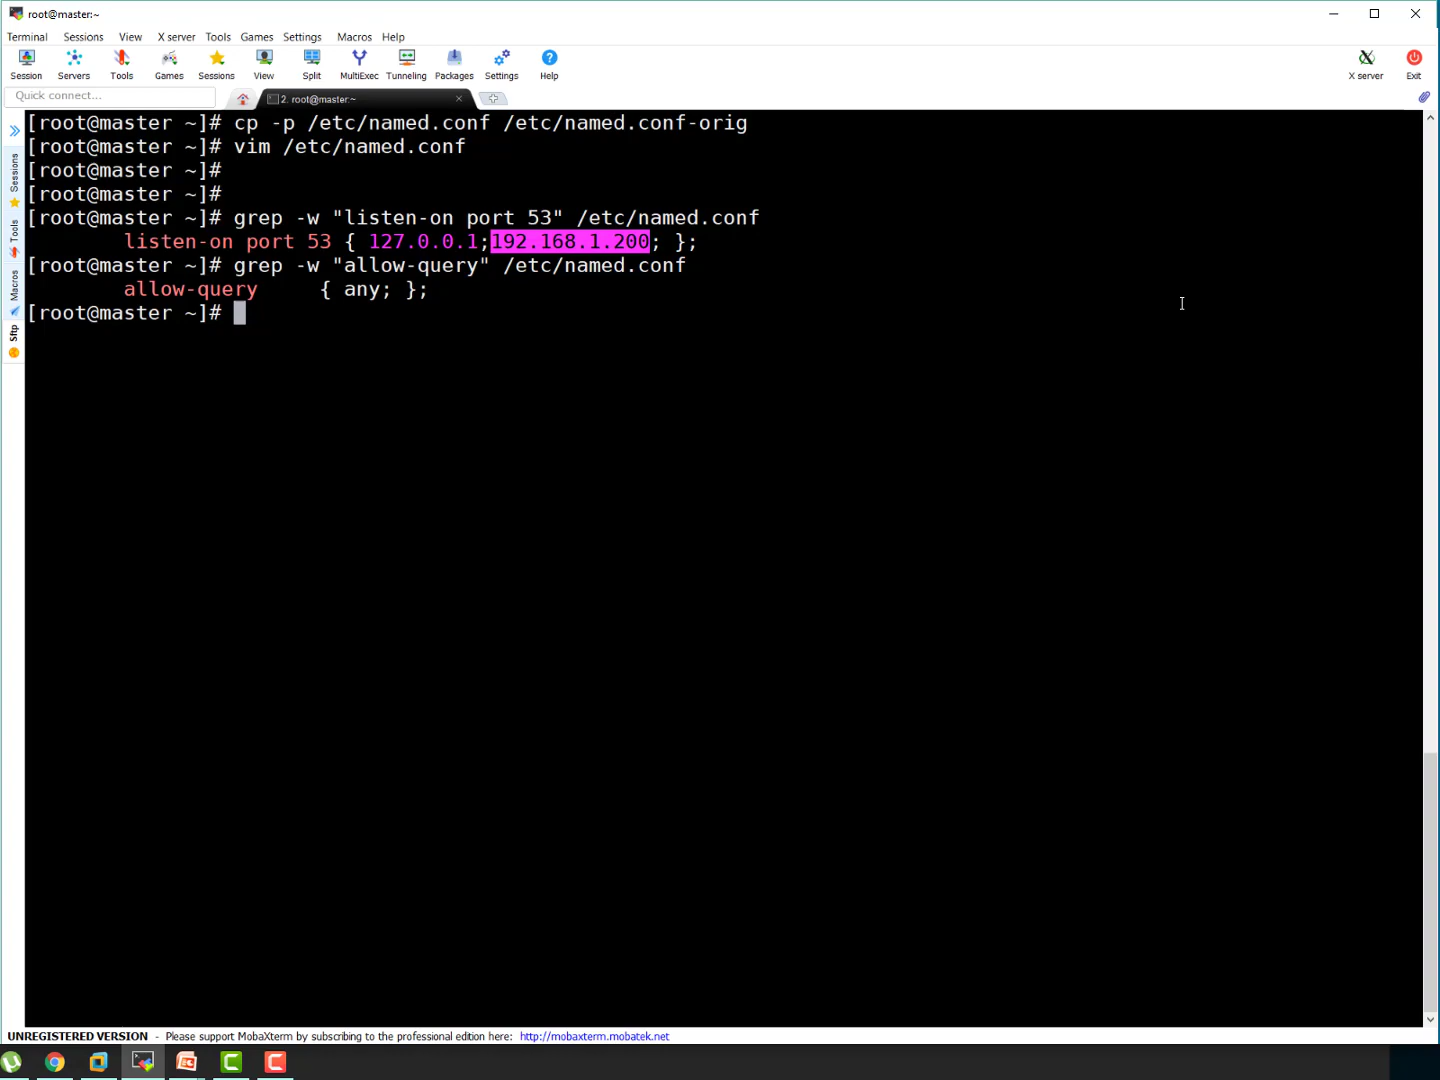 root@master:~
Terminal Sessions View X server Tools Games Settings Macros Help
Session Servers Tools Games Sessions View Split MultiExec Tunneling Packages Settings Help X server Exit
Quick connect...
2. root@master:~
[root@master ~]# cp -p /etc/named.conf /etc/named.conf-orig
[root@master ~]# vim /etc/named.conf
[root@master ~]#
[root@master ~]#
[root@master ~]# grep -w "listen-on port 53" /etc/named.conf
listen-on port 53 { 127.0.0.1;192.168.1.200; };
[root@master ~]# grep -w "allow-query" /etc/named.conf
allow-query { any; };
[root@master ~]#
Sessions
Tools
Macros
Sftp
UNREGISTERED VERSION - Please support MobaXterm by subscribing to the professional edition here: http://mobaxterm.mobatek.net